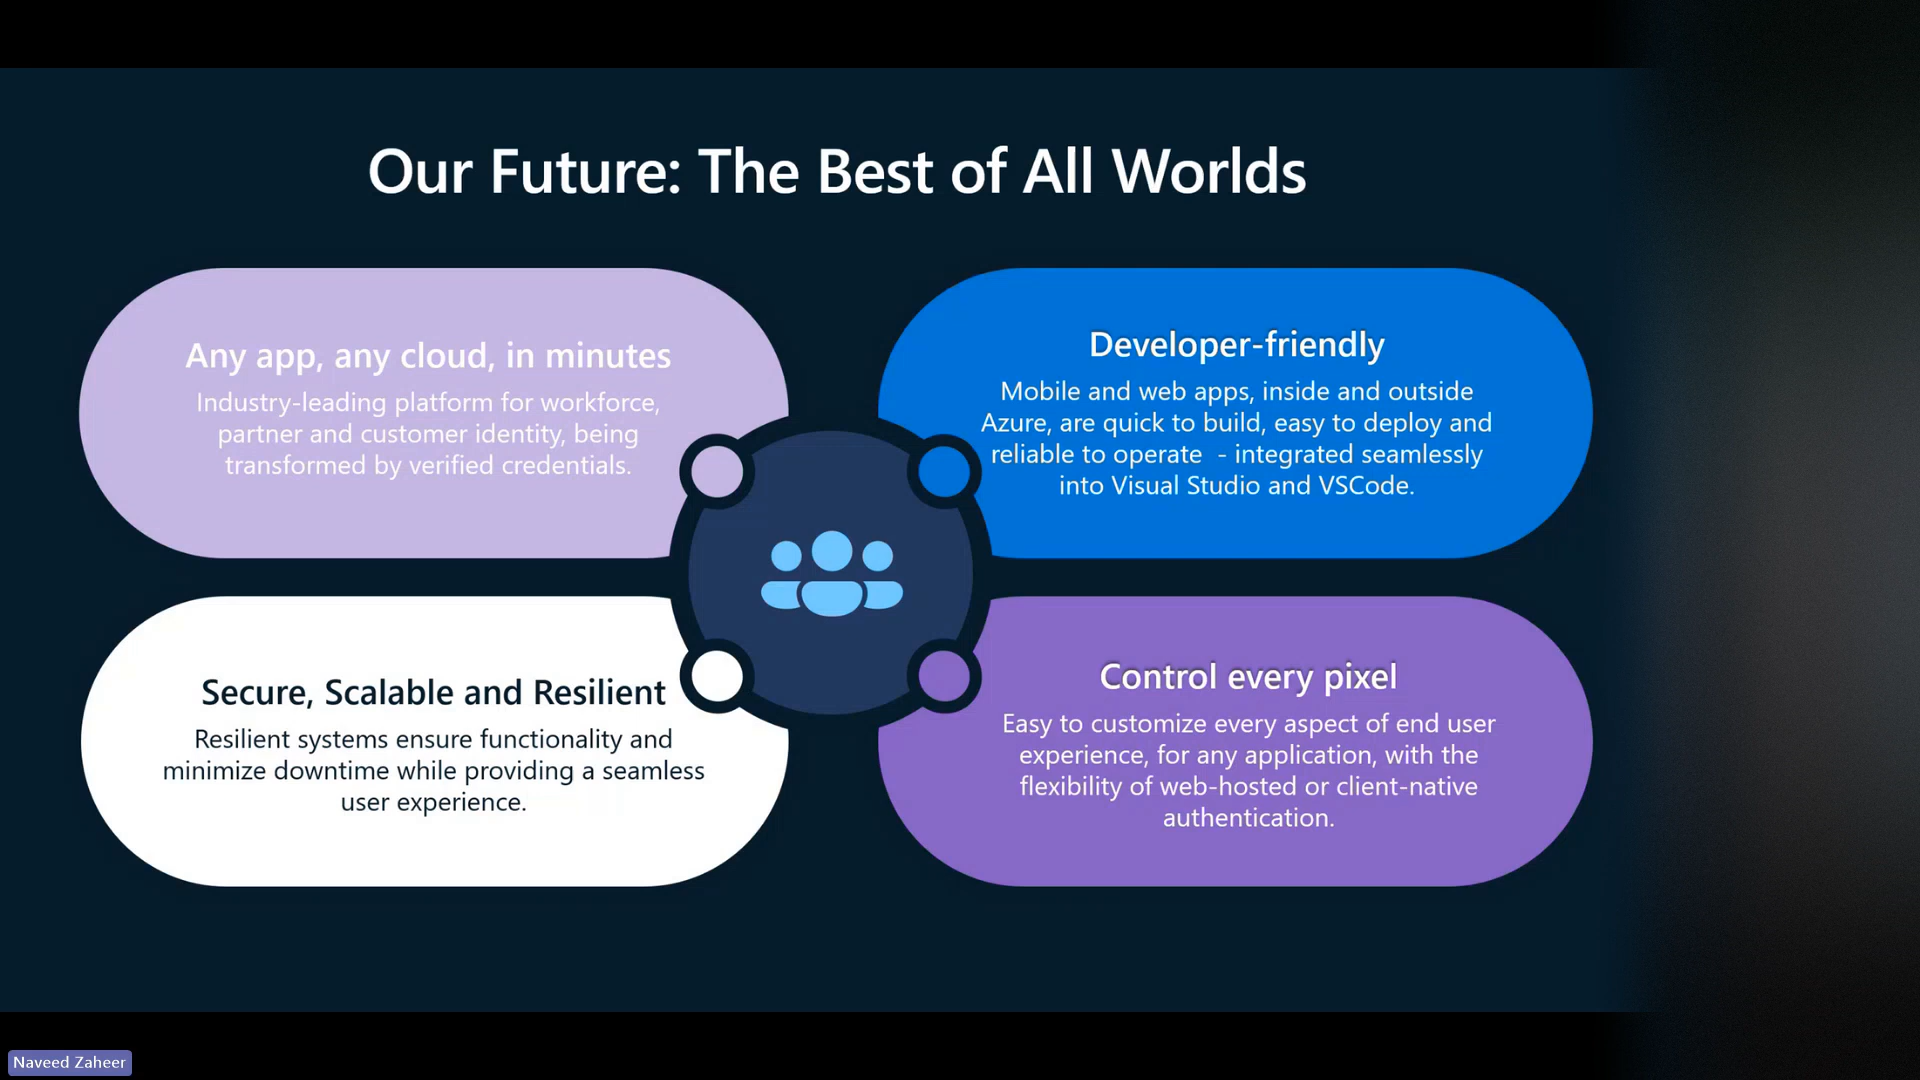 Our Future: The Best of All Worlds
Any app, any cloud, in minutes
Industry-leading platform for workforce,
partner and customer identity, being
transformed by verified credentials.
Developer-friendly
Mobile and web apps, inside and outside
Azure, are quick to build, easy to deploy and
reliable to operate  - integrated seamlessly
into Visual Studio and VSCode.
Secure, Scalable and Resilient
Resilient systems ensure functionality and
minimize downtime while providing a seamless
user experience.
Control every pixel
Easy to customize every aspect of end user
experience, for any application, with the
flexibility of web-hosted or client-native
authentication.
Naveed Zaheer